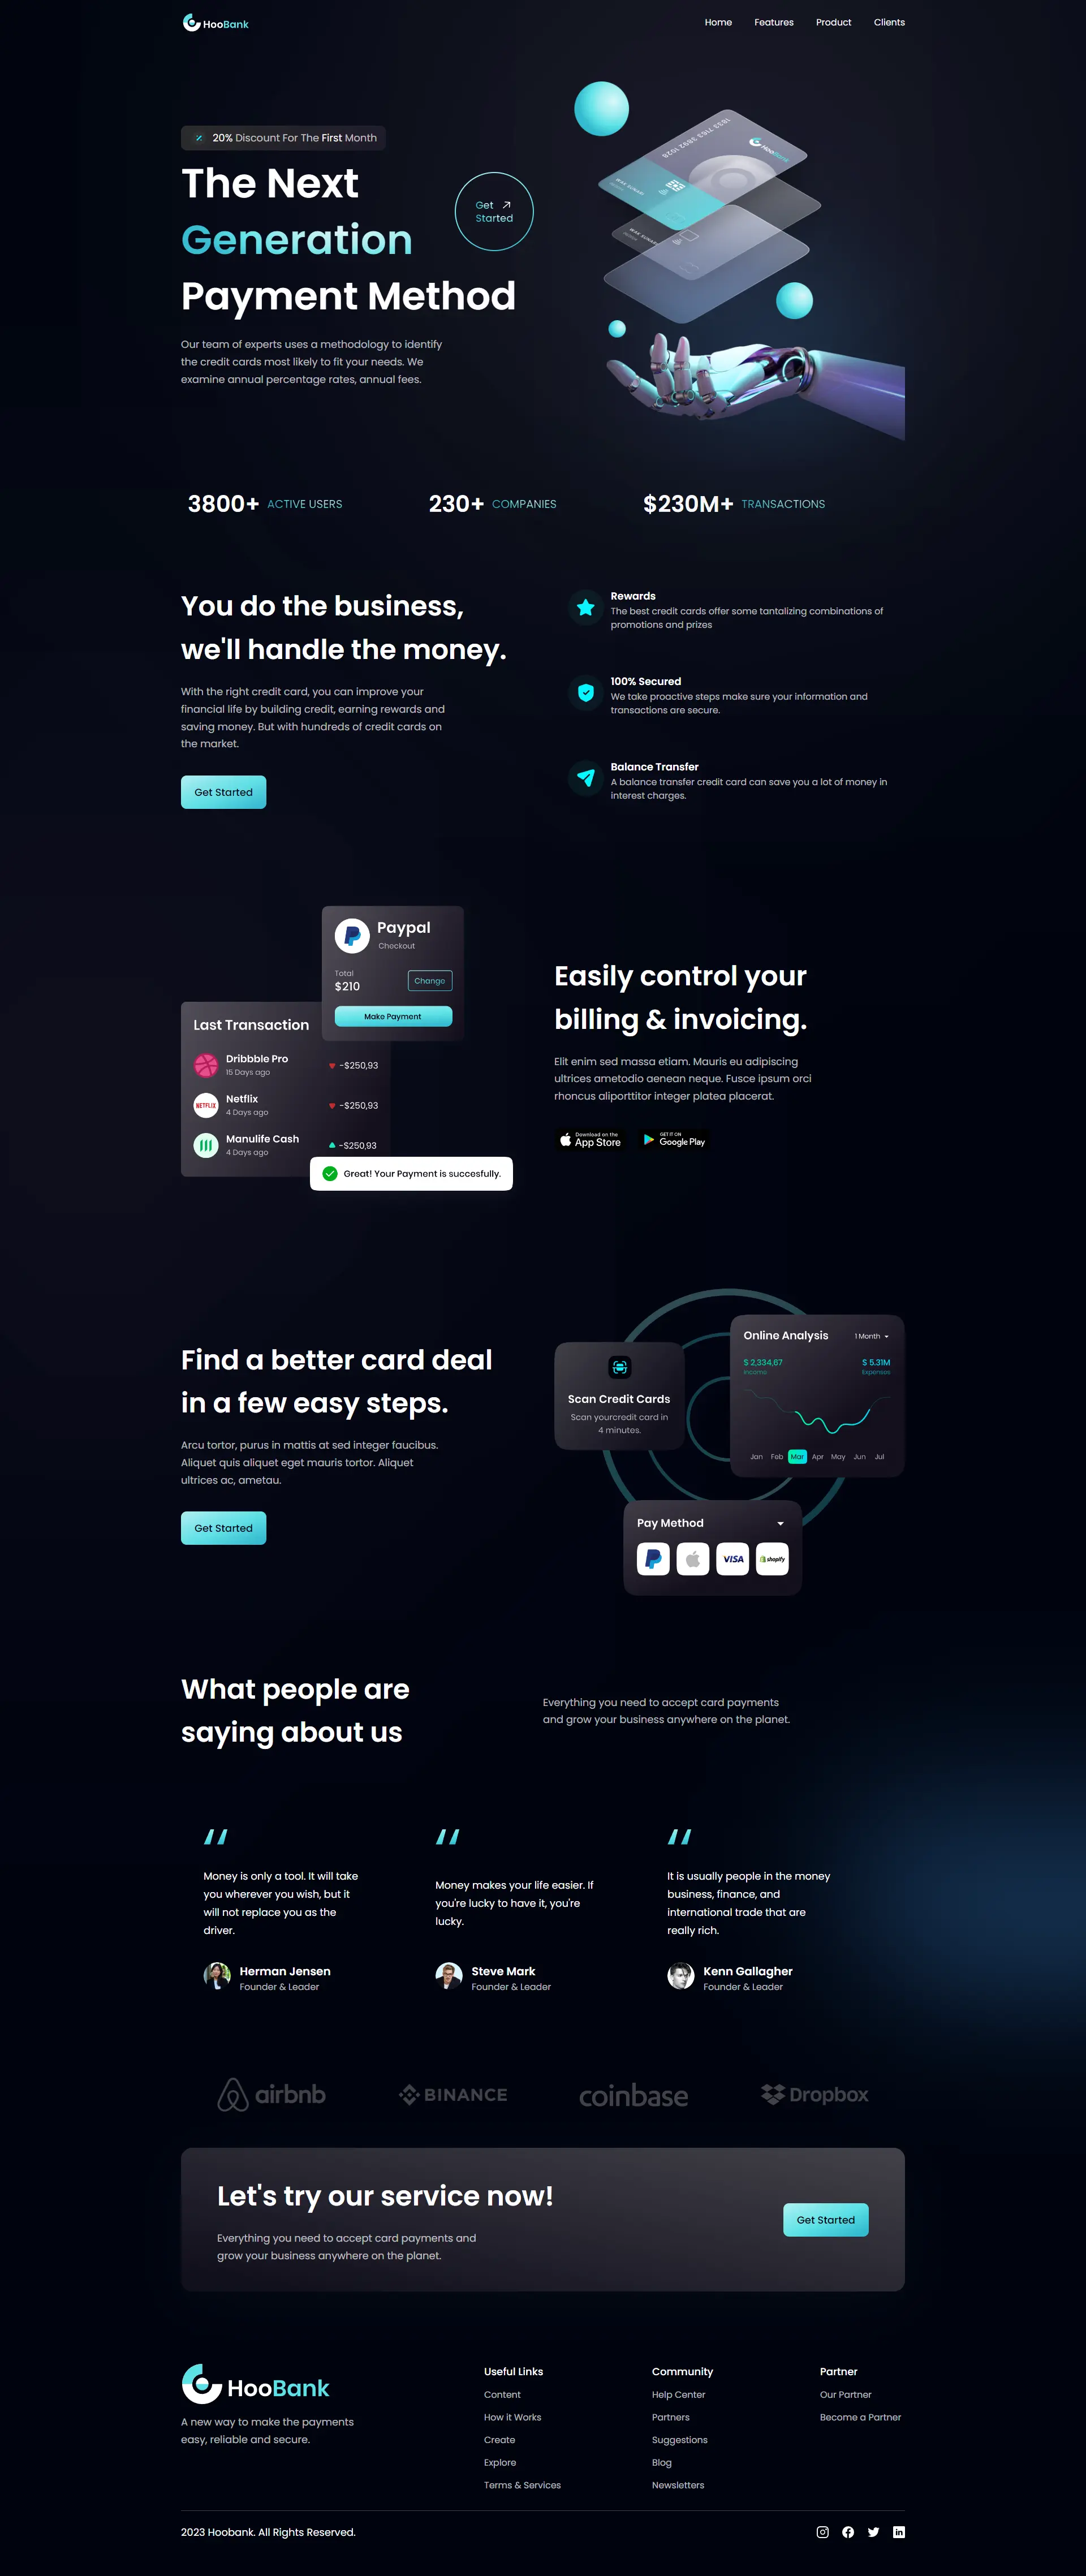 HooBank
Home Features Product Clients
20% Discount For The First Month
The Next
Generation
Payment Method
Get
Started
Our team of experts uses a methodology to identify
the credit cards most likely to fit your needs. We
examine annual percentage rates, annual fees.
HooBank
3800+ ACTIVE USERS
230+ COMPANIES
$230M+ TRANSACTIONS
You do the business,
we'll handle the money.
With the right credit card, you can improve your
financial life by building credit, earning rewards and
saving money. But with hundreds of credit cards on
the market.
Get Started
Rewards
The best credit cards offer some tantalizing combinations of
promotions and prizes
100% Secured
We take proactive steps make sure your information and
transactions are secure.
Balance Transfer
A balance transfer credit card can save you a lot of money in
interest charges.
Paypal
Checkout
Total
$210
Change
Make Payment
Last Transaction
Dribbble Pro
15 Days ago
-$250,93
NETFLIX
Netflix
4 Days ago
-$250,93
Manulife Cash
4 Days ago
-$250,93
Great! Your Payment is succesfully.
Easily control your
billing & invoicing.
Elit enim sed massa etiam. Mauris eu adipiscing
ultrices ametodio aenean neque. Fusce ipsum orci
rhoncus aliporttitor integer platea placerat.
Download on the
App Store
GET IT ON
Google Play
Find a better card deal
in a few easy steps.
Arcu tortor, purus in mattis at sed integer faucibus.
Aliquet quis aliquet eget mauris tortor. Aliquet
ultrices ac, ametau.
Get Started
Scan Credit Cards
Scan yourcredit card in
4 minutes.
Online Analysis
1 Month
$ 2,334,67
Income
$ 5.31M
Expenses
Jan Feb Mar Apr May Jun Jul
Pay Method
VISA
shopify
What people are
saying about us
Everything you need to accept card payments
and grow your business anywhere on the planet.
Money is only a tool. It will take
you wherever you wish, but it
will not replace you as the
driver.
Herman Jensen
Founder & Leader
Money makes your life easier. If
you're lucky to have it, you're
lucky.
Steve Mark
Founder & Leader
It is usually people in the money
business, finance, and
international trade that are
really rich.
Kenn Gallagher
Founder & Leader
airbnb
BINANCE
coinbase
Dropbox
Let's try our service now!
Everything you need to accept card payments and
grow your business anywhere on the planet.
Get Started
HooBank
A new way to make the payments
easy, reliable and secure.
Useful Links
Content
How it Works
Create
Explore
Terms & Services
Community
Help Center
Partners
Suggestions
Blog
Newsletters
Partner
Our Partner
Become a Partner
2023 Hoobank. All Rights Reserved.